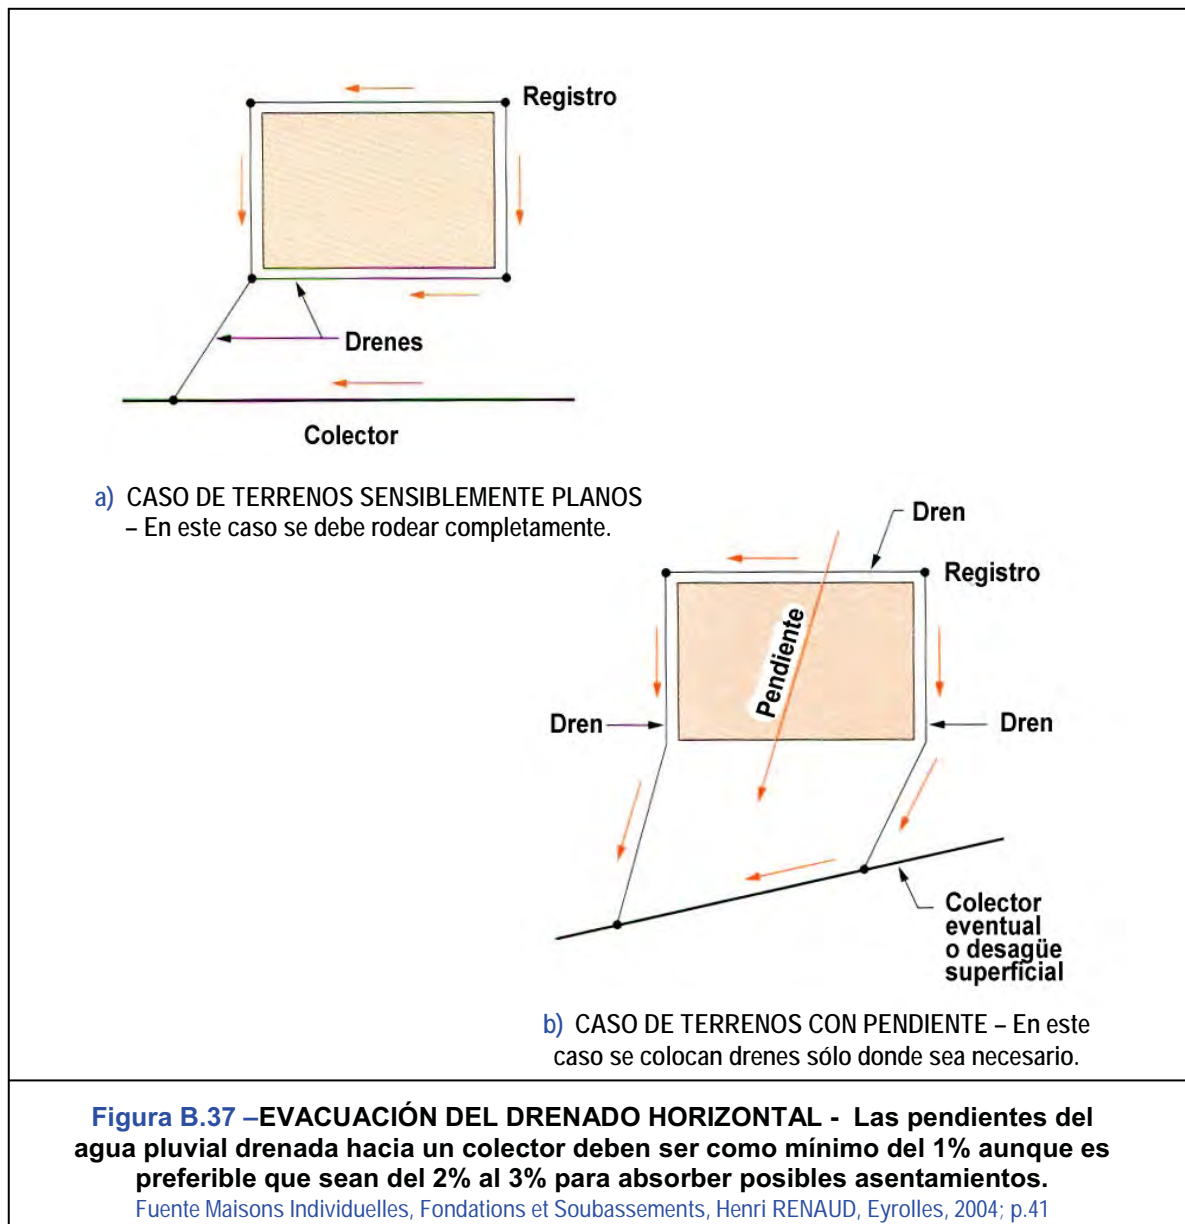 Registro
Drenes
Colector
a) CASO DE TERRENOS SENSIBLEMENTE PLANOS
– En este caso se debe rodear completamente.
Dren
Registro
Pendiente
Dren
Dren
Colector
eventual
o desagüe
superficial
b) CASO DE TERRENOS CON PENDIENTE – En este
caso se colocan drenes sólo donde sea necesario.
Figura B.37 –EVACUACIÓN DEL DRENADO HORIZONTAL - Las pendientes del
agua pluvial drenada hacia un colector deben ser como mínimo del 1% aunque es
preferible que sean del 2% al 3% para absorber posibles asentamientos.
Fuente Maisons Individuelles, Fondations et Soubassements, Henri RENAUD, Eyrolles, 2004; p.41